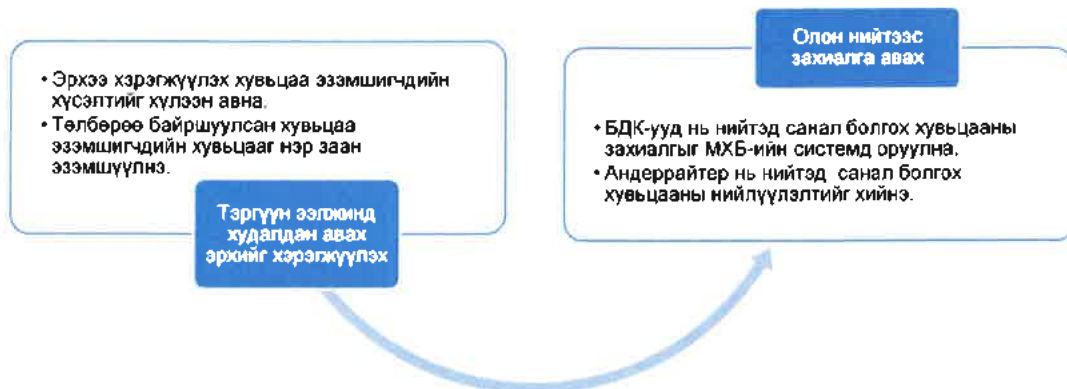 • Эрхээ хэрэгжүүлэх хувьцаа эзэмшигчдийн
хүсэлтийг хүлээн авна.
• Төлбөрөө байршуулсан хувьцаа
эзэмшигчдийн хувьцааг нэр заан
эзэмшүүлнэ.
Тэргүүн ээлжинд
худалдан авах
эрхийг хэрэгжүүлэх
Олон нийтээс
захиалга авах
• БДК-ууд нь нийтэд санал болгох хувьцааны
захиалгыг МХБ-ийн системд оруулна.
• Андеррайтер нь нийтэд санал болгох
хувьцааны нийлүүлэлтийг хийнэ.